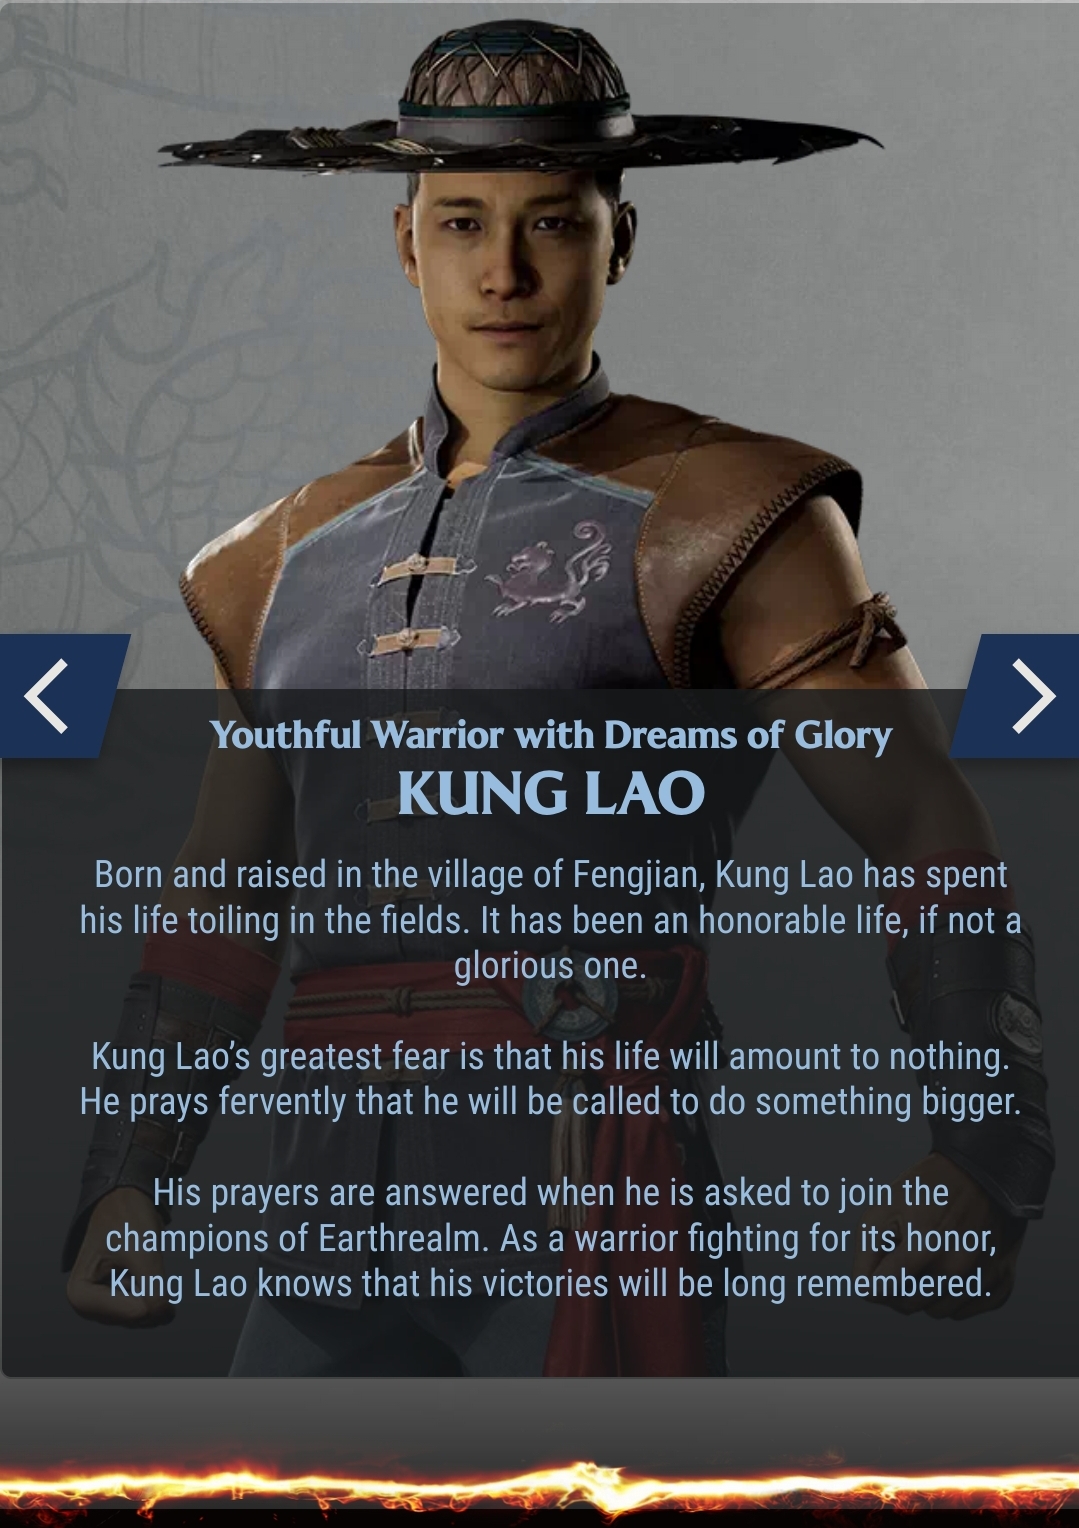 Youthful Warrior with Dreams of Glory
KUNG LAO
Born and raised in the village of Fengjian, Kung Lao has spent
his life toiling in the fields. It has been an honorable life, if not a
glorious one.
Kung Lao’s greatest fear is that his life will amount to nothing.
He prays fervently that he will be called to do something bigger.
His prayers are answered when he is asked to join the
champions of Earthrealm. As a warrior fighting for its honor,
Kung Lao knows that his victories will be long remembered.